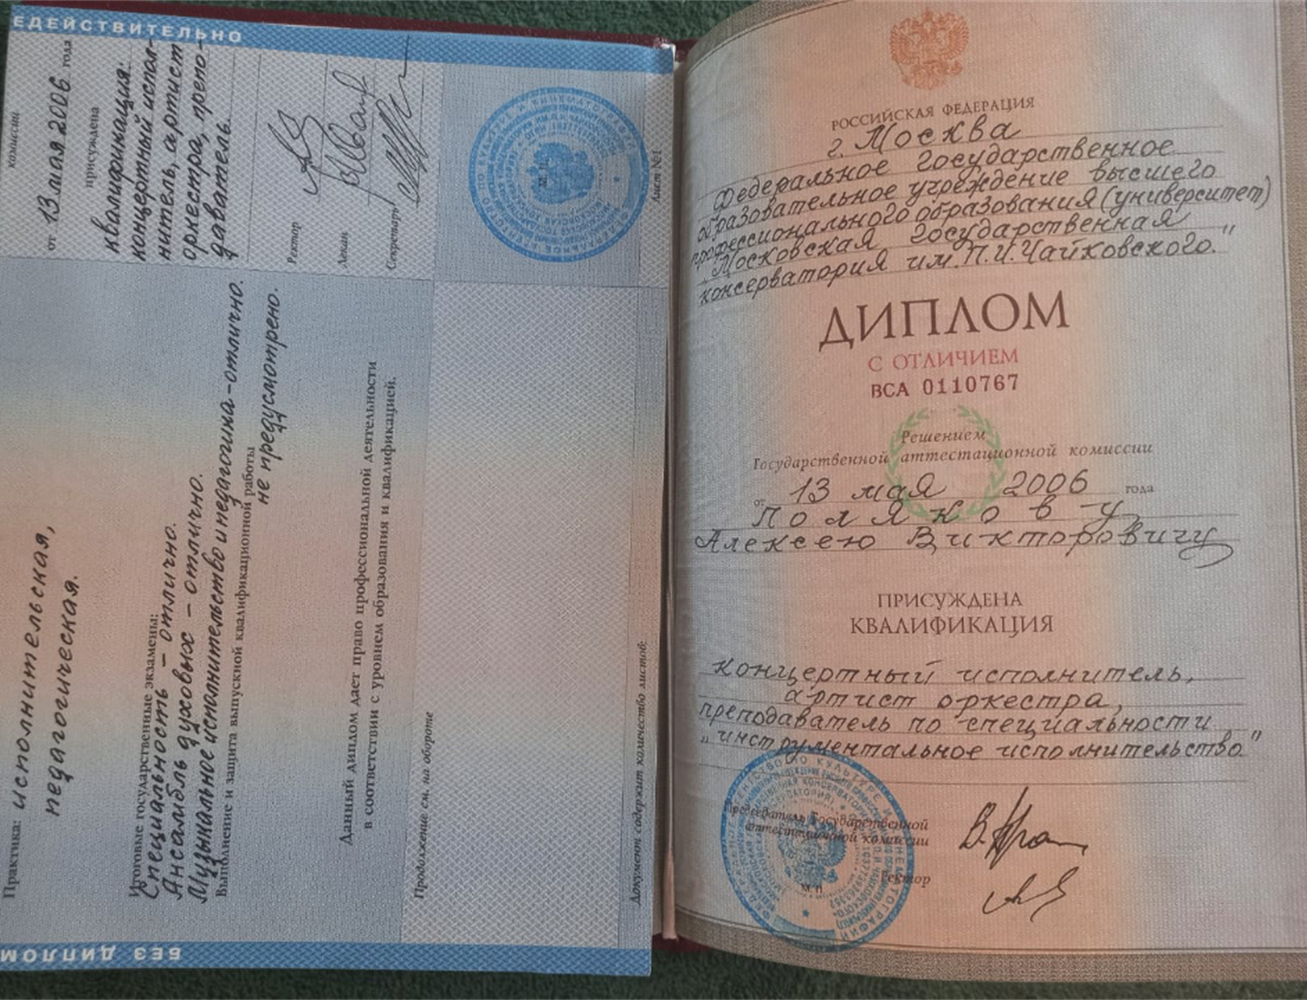 ЕДЕЙСТВИТЕЛЬНО
комиссии
от 13 мая 2006 года
присуждена
квалификация:
концертный испол-
нитель, артист
оркестра, препо-
даватель.
Ректор
Декан
Секретарь
М.П.
Лист №1
Практика: исполнительская,
педагогическая.
Итоговые государственные экзамены:
Специальность – отлично.
Ансамбль духовых – отлично.
Музыкальное исполнительство и педагогика – отлично.
Выполнение и защита выпускной квалификационной работы
не предусмотрено.
Данный диплом дает право профессиональной деятельности
в соответствии с уровнем образования и квалификацией.
Продолжение см. на обороте
Документ содержит количество листов:
БЕЗ ДИПЛОМ
РОССИЙСКАЯ ФЕДЕРАЦИЯ
г. Москва
Федеральное государственное
образовательное учреждение высшего
профессионального образования (университет)
„Московская государственная
консерватория им. П.И. Чайковского."
ДИПЛОМ
С ОТЛИЧИЕМ
ВСА 0110767
Решением
Государственной аттестационной комиссии
от 13 мая 2006 года
Полякову
Алексею Викторовичу
ПРИСУЖДЕНА
КВАЛИФИКАЦИЯ
концертный исполнитель,
артист оркестра,
преподаватель по специальности
„инструментальное исполнительство"
Председатель Государственной
аттестационной комиссии
Ректор
М.П.